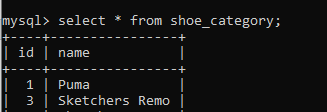 mysql> select * from shoe_category;
+----+----------------+
| id | name           |
+----+----------------+
|  1 | Puma           |
|  3 | Sketchers Remo |